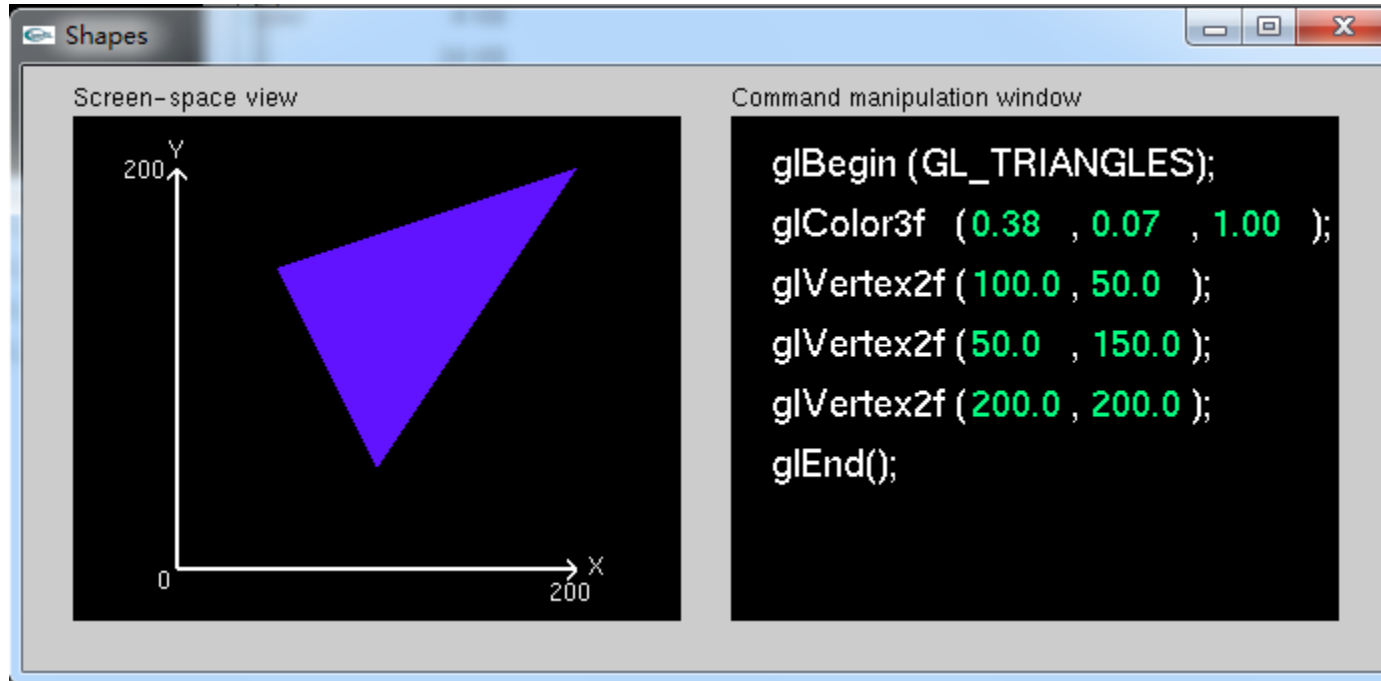 Shapes
Screen-space view
Command manipulation window
Y
200
0
X
200
glBegin (GL_TRIANGLES);
glColor3f (0.38 , 0.07 , 1.00 );
glVertex2f (100.0 , 50.0 );
glVertex2f (50.0 , 150.0 );
glVertex2f (200.0 , 200.0 );
glEnd();